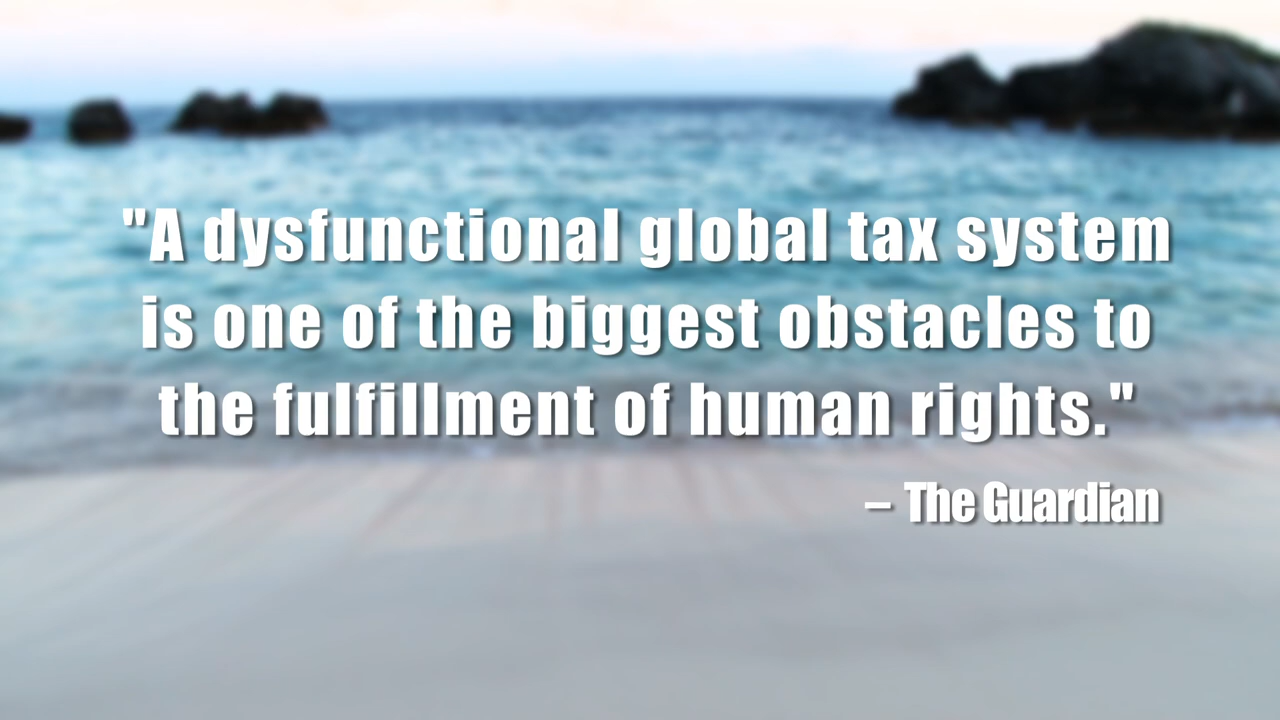 "A dysfunctional global tax system
is one of the biggest obstacles to
the fulfillment of human rights."
– The Guardian